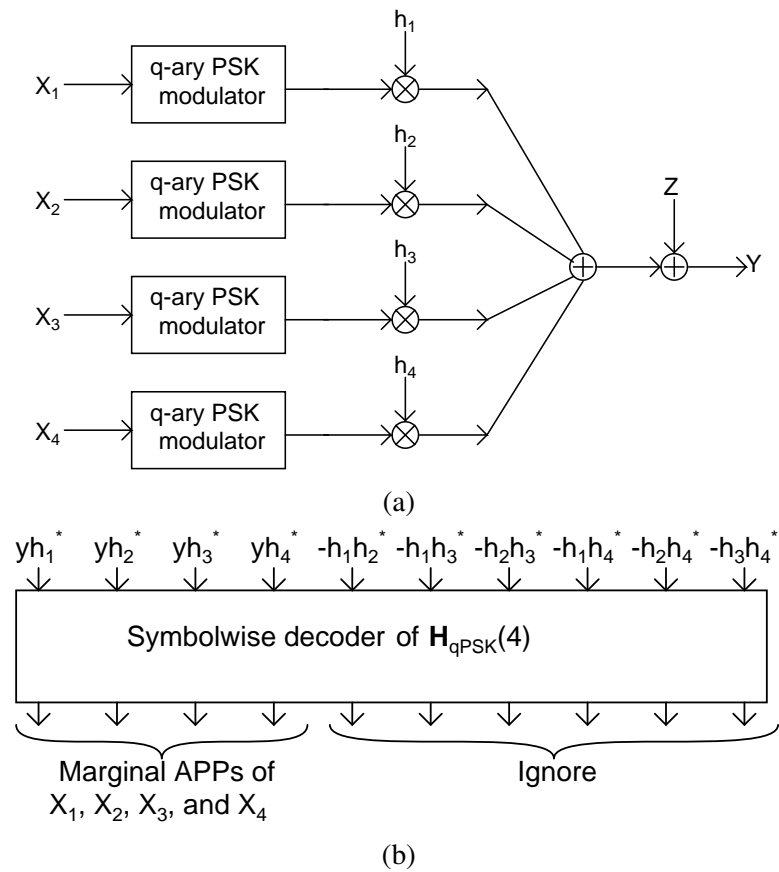 h₁
X₁
q-ary PSK
modulator
h₂
X₂
q-ary PSK
modulator
Z
Y
h₃
X₃
q-ary PSK
modulator
h₄
X₄
q-ary PSK
modulator
(a)
yh₁* yh₂* yh₃* yh₄* -h₁h₂* -h₁h₃* -h₂h₃* -h₁h₄* -h₂h₄* -h₃h₄*
Symbolwise decoder of H_qPSK(4)
Marginal APPs of
X₁, X₂, X₃, and X₄
Ignore
(b)